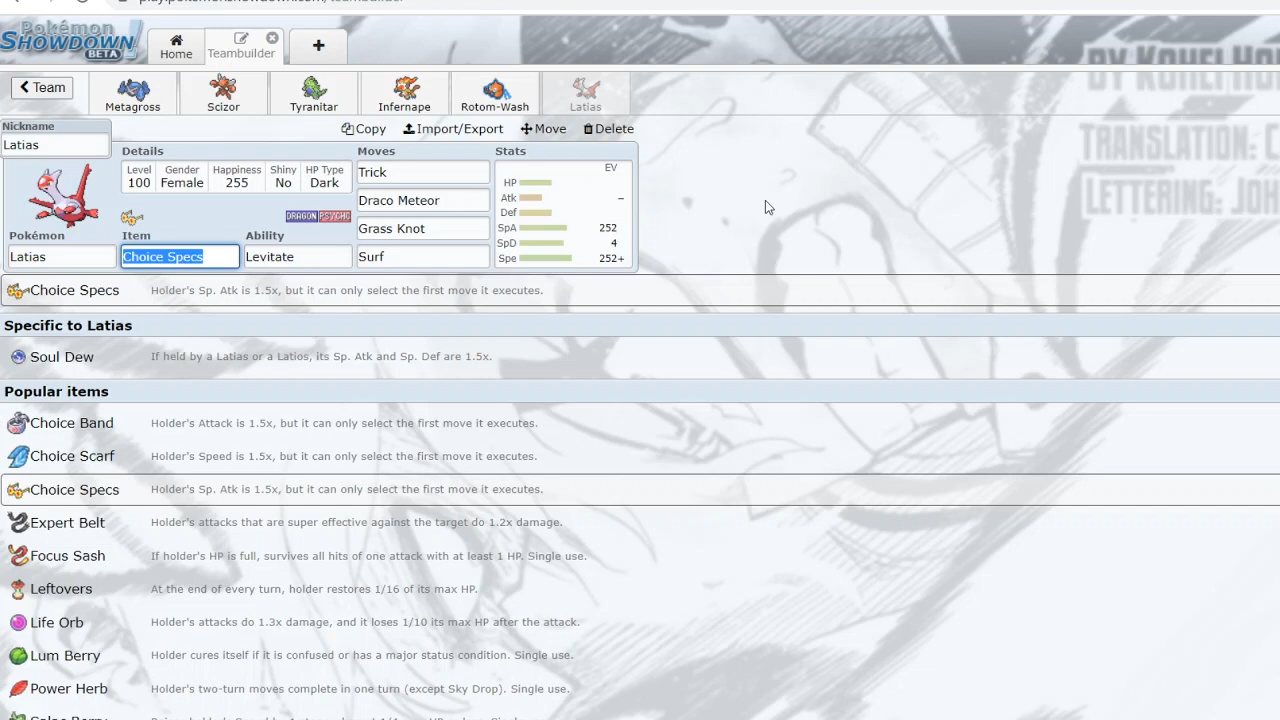 Pokémon
SHOWDOWN
BETA
Home
Teambuilder
+
BY KOHEI HO
TRANSLATION: C
LETTERING: JOH
Team
Metagross
Scizor
Tyranitar
Infernape
Rotom-Wash
Latias
Nickname
Latias
Copy Import/Export Move Delete
Details
Level Gender Happiness Shiny HP Type
100 Female 255 No Dark
DRAGON PSYCHC
Pokémon
Latias
Item
Choice Specs
Ability
Levitate
Moves
Trick
Draco Meteor
Grass Knot
Surf
Stats
EV
HP
Atk –
Def
SpA 252
SpD 4
Spe 252+
Choice Specs Holder's Sp. Atk is 1.5x, but it can only select the first move it executes.
Specific to Latias
Soul Dew If held by a Latias or a Latios, its Sp. Atk and Sp. Def are 1.5x.
Popular items
Choice Band Holder's Attack is 1.5x, but it can only select the first move it executes.
Choice Scarf Holder's Speed is 1.5x, but it can only select the first move it executes.
Choice Specs Holder's Sp. Atk is 1.5x, but it can only select the first move it executes.
Expert Belt Holder's attacks that are super effective against the target do 1.2x damage.
Focus Sash If holder's HP is full, survives all hits of one attack with at least 1 HP. Single use.
Leftovers At the end of every turn, holder restores 1/16 of its max HP.
Life Orb Holder's attacks do 1.3x damage, and it loses 1/10 its max HP after the attack.
Lum Berry Holder cures itself if it is confused or has a major status condition. Single use.
Power Herb Holder's two-turn moves complete in one turn (except Sky Drop). Single use.